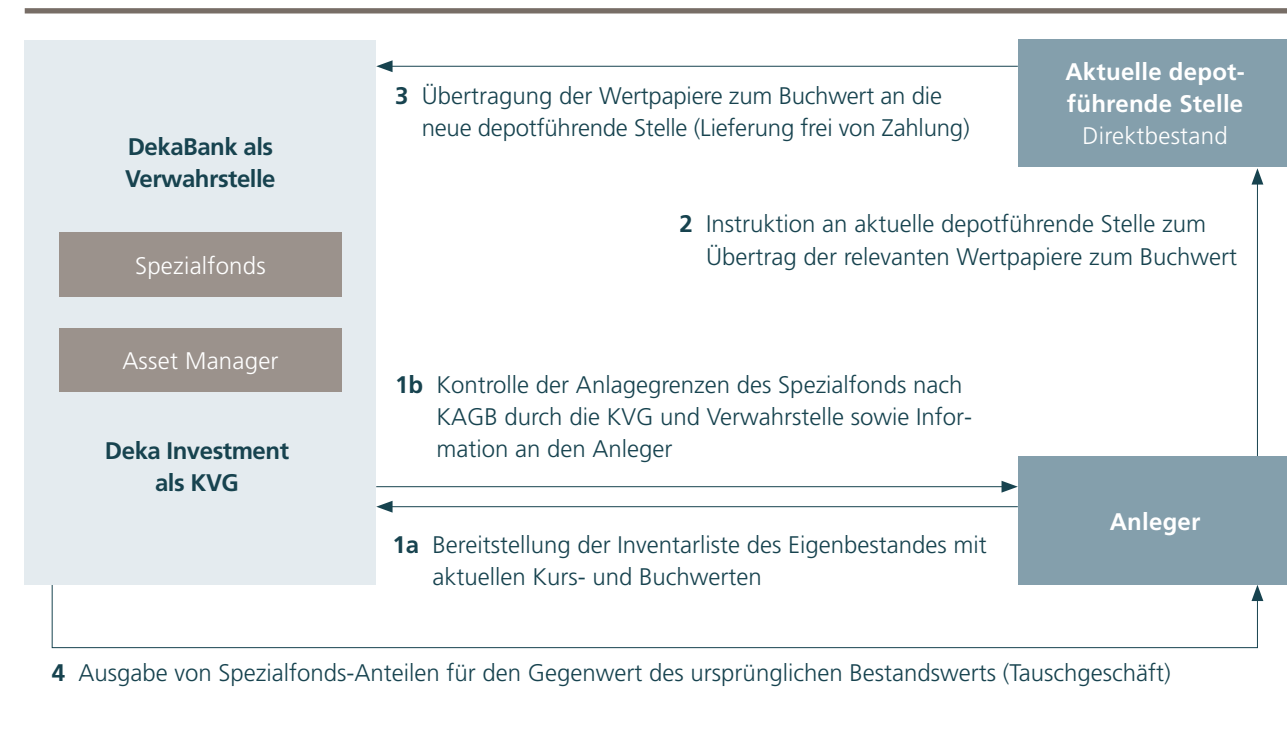 DekaBank als
Verwahrstelle
Spezialfonds
Asset Manager
Deka Investment
als KVG
Aktuelle depot-
führende Stelle
Direktbestand
3 Übertragung der Wertpapiere zum Buchwert an die
neue depotführende Stelle (Lieferung frei von Zahlung)
2 Instruktion an aktuelle depotführende Stelle zum
Übertrag der relevanten Wertpapiere zum Buchwert
1b Kontrolle der Anlagegrenzen des Spezialfonds nach
KAGB durch die KVG und Verwahrstelle sowie Infor-
mation an den Anleger
Anleger
1a Bereitstellung der Inventarliste des Eigenbestandes mit
aktuellen Kurs- und Buchwerten
4 Ausgabe von Spezialfonds-Anteilen für den Gegenwert des ursprünglichen Bestandswerts (Tauschgeschäft)